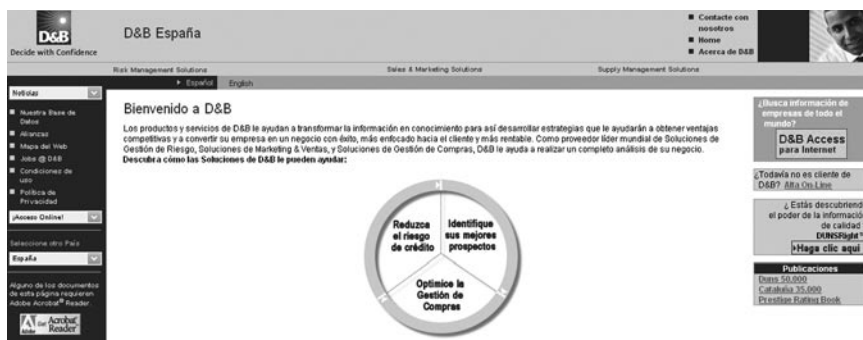 D&B
Decide with Confidence
D&B España
Contacte con
nosotros
Home
Acerca de D&B
Risk Management Solutions
Sales & Marketing Solutions
Supply Management Solutions
Español
English
Noticias
Nuestra Base de
Datos
Alianzas
Mapa del Web
Jobs @ D&B
Condiciones de
uso
Política de
Privacidad
¡Acceso Online!
Seleccione otro País
España
Alguno de los documentos
de esta página requieren
Adobe Acrobat® Reader.
Adobe
Get Acrobat
Reader
Bienvenido a D&B
Los productos y servicios de D&B le ayudan a transformar la información en conocimiento para así desarrollar estrategias que le ayudarán a obtener ventajas
competitivas y a convertir su empresa en un negocio con éxito, más enfocado hacia el cliente y más rentable. Como proveedor líder mundial de Soluciones de
Gestión de Riesgo, Soluciones de Marketing & Ventas, y Soluciones de Gestión de Compras, D&B le ayuda a realizar un completo análisis de su negocio.
Descubra cómo las Soluciones de D&B le pueden ayudar:
Reduzca
el riesgo
de crédito
Identifique
sus mejores
prospectos
Optimice la
Gestión de
Compras
¿Busca información de
empresas de todo el
mundo?
D&B Access
para Internet
¿Todavía no es cliente de
D&B? Alta On-Line
¿ Estás descubriend
el poder de la informació
de calidad
DUNSRight
Haga clic aquí
Publicaciones
Duns 50.000
Cataluña 35.000
Prestige Rating Book